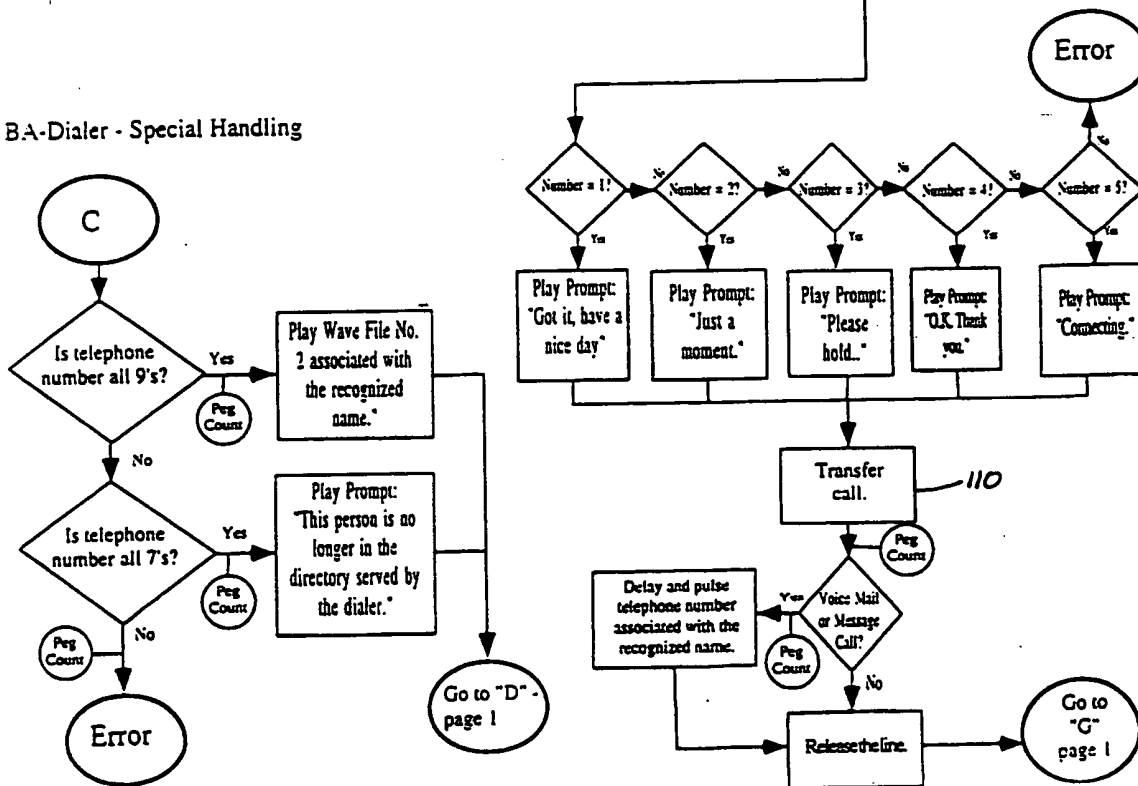 BA-Dialer - Special Handling
C
Is telephone
number all 9's?
Yes
Peg
Count
Play Wave File No.
2 associated with
the recognized
name."
No
Is telephone
number all 7's?
Yes
Peg
Count
Play Prompt:
"This person is no
longer in the
directory served by
the dialer."
No
Peg
Count
Error
Go to "D" -
page 1
Error
Number = 1?
No
Number = 2?
No
Number = 3?
No
Number = 4?
No
Number = 5?
No
Yes
Yes
Yes
Yes
Yes
Play Prompt:
"Got it, have a
nice day"
Play Prompt:
"Just a
moment."
Play Prompt:
"Please
hold..."
Play Prompt:
"O.K. Thank
you."
Play Prompt:
"Connecting."
Transfer
call.
110
Peg
Count
Voice Mail
or Message
Call?
Yes
Peg
Count
Delay and pulse
telephone number
associated with the
recognized name.
No
Release the line.
Go to
"G"
page 1